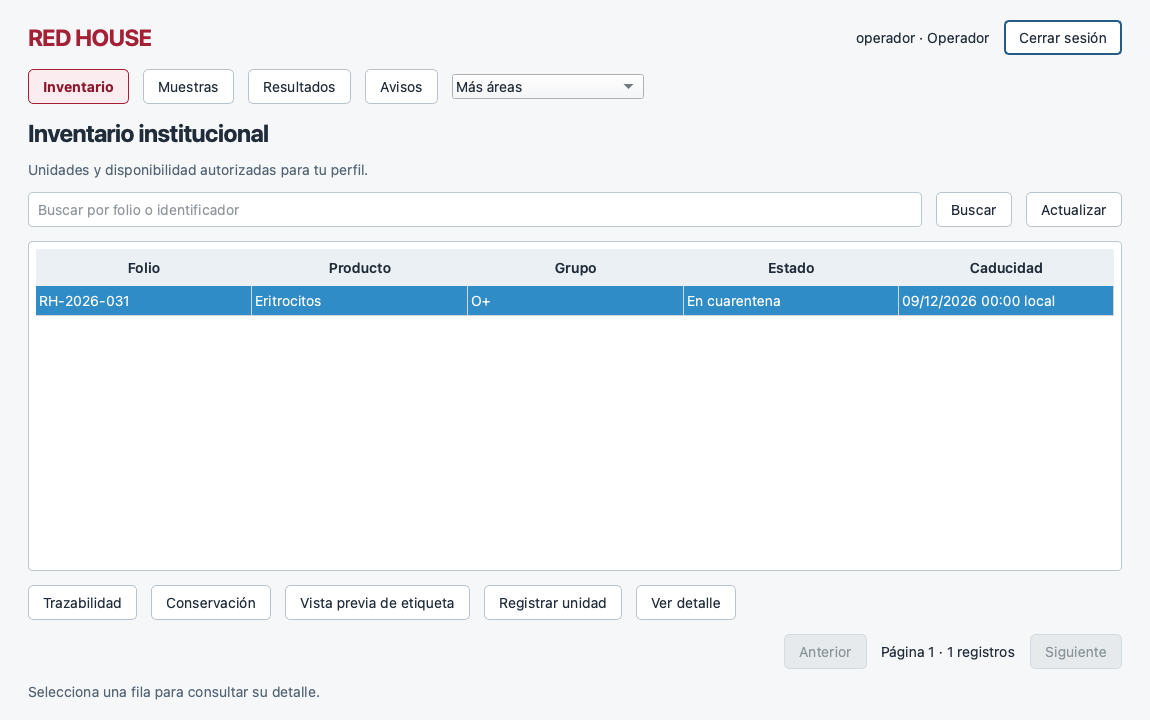 RED HOUSE
operador · Operador
Cerrar sesión
Inventario
Muestras
Resultados
Avisos
Más áreas
Inventario institucional
Unidades y disponibilidad autorizadas para tu perfil.
Buscar por folio o identificador
Buscar
Actualizar
Folio Producto Grupo Estado Caducidad
RH-2026-031 Eritrocitos O+ En cuarentena 09/12/2026 00:00 local
Trazabilidad
Conservación
Vista previa de etiqueta
Registrar unidad
Ver detalle
Anterior
Página 1 · 1 registros
Siguiente
Selecciona una fila para consultar su detalle.